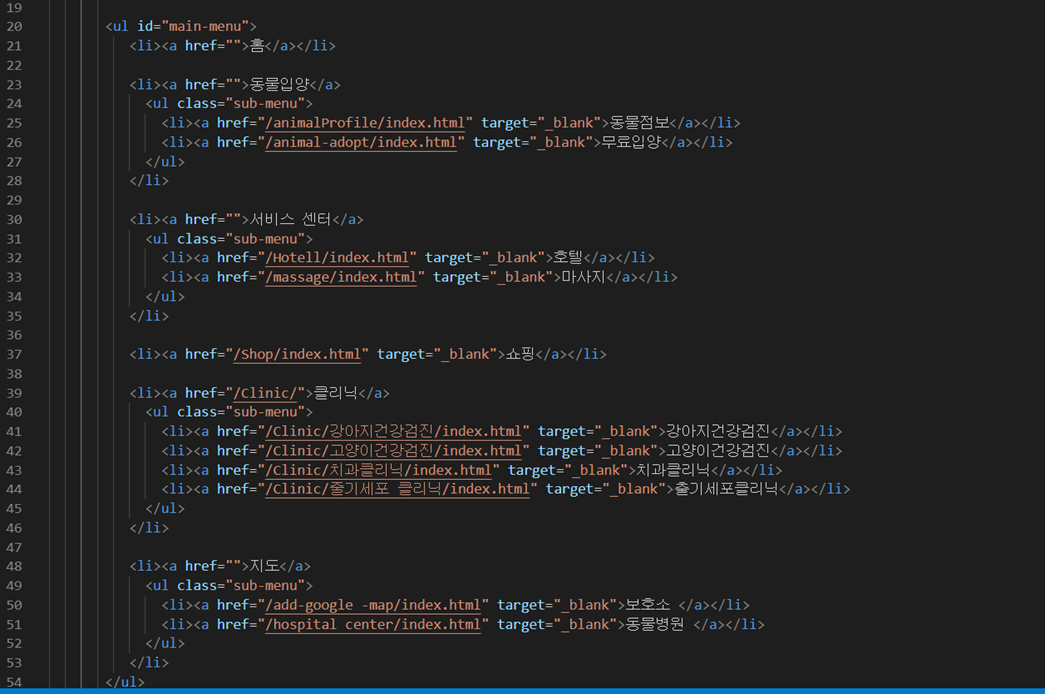 19
20 <ul id="main-menu">
21 <li><a href="">홈</a></li>
22
23 <li><a href="">동물입양</a>
24 <ul class="sub-menu">
25 <li><a href="/animalProfile/index.html" target="_blank">동물점보</a></li>
26 <li><a href="/animal-adopt/index.html" target="_blank">무료입양</a></li>
27 </ul>
28 </li>
29
30 <li><a href="">서비스 센터</a>
31 <ul class="sub-menu">
32 <li><a href="/Hotell/index.html" target="_blank">호텔</a></li>
33 <li><a href="/massage/index.html" target="_blank">마사지</a></li>
34 </ul>
35 </li>
36
37 <li><a href="/Shop/index.html" target="_blank">쇼핑</a></li>
38
39 <li><a href="/Clinic/">클리닉</a>
40 <ul class="sub-menu">
41 <li><a href="/Clinic/강아지건강검진/index.html" target="_blank">강아지건강검진</a></li>
42 <li><a href="/Clinic/고양이건강검진/index.html" target="_blank">고양이건강검진</a></li>
43 <li><a href="/Clinic/치과클리닉/index.html" target="_blank">치과클리닉</a></li>
44 <li><a href="/Clinic/줄기세포 클리닉/index.html" target="_blank">출기세포클리닉</a></li>
45 </ul>
46 </li>
47
48 <li><a href="">지도</a>
49 <ul class="sub-menu">
50 <li><a href="/add-google -map/index.html" target="_blank">보호소 </a></li>
51 <li><a href="/hospital center/index.html" target="_blank">동물병원 </a></li>
52 </ul>
53 </li>
54 </ul>